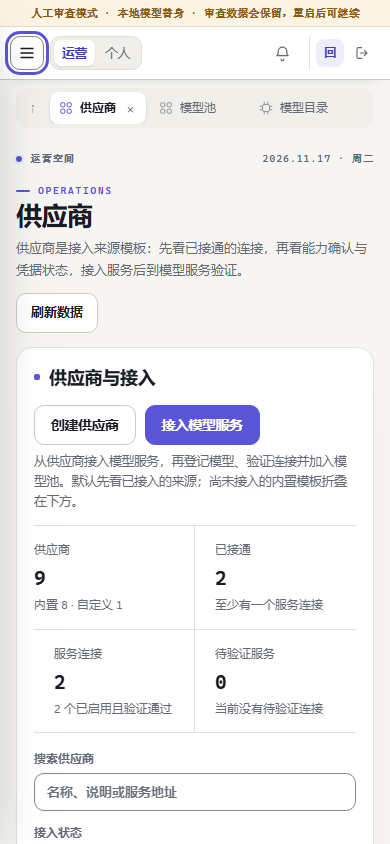 人工审查模式 · 本地模型替身 · 审查数据会保留，重启后可继续
运营 个人 回
供应商 × 模型池 模型目录
运营空间 2026.11.17 · 周二
OPERATIONS
供应商
供应商是接入来源模板：先看已接通的连接，再看能力确认与
凭据状态，接入服务后到模型服务验证。
刷新数据
供应商与接入
创建供应商 接入模型服务
从供应商接入模型服务，再登记模型、验证连接并加入模
型池。默认先看已接入的来源；尚未接入的内置模板折叠
在下方。
供应商 已接通
9 2
内置 8 · 自定义 1 至少有一个服务连接
服务连接 待验证服务
2 0
2 个已启用且验证通过 当前没有待验证连接
搜索供应商
名称、说明或服务地址
接入状态